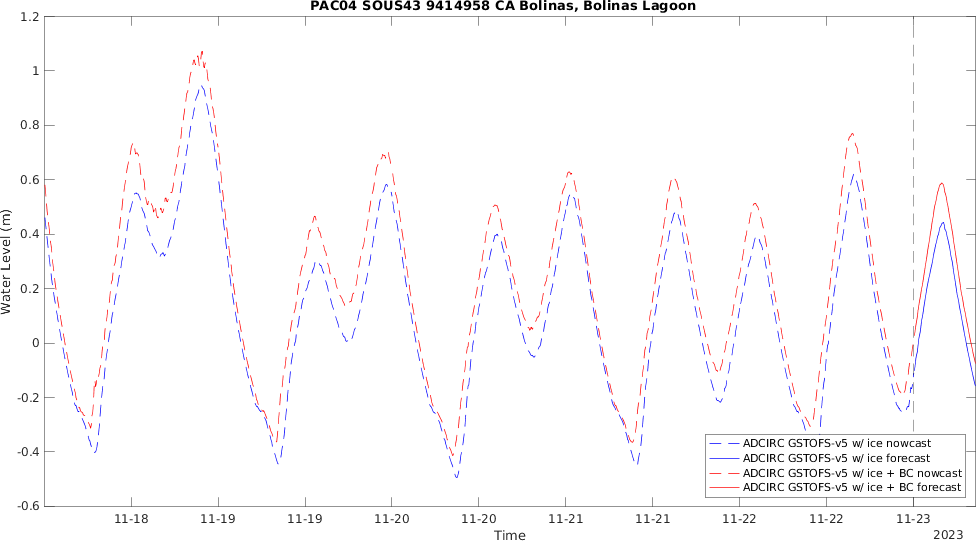 PAC04 SOUS43 9414958 CA Bolinas, Bolinas Lagoon
1.2
1
0.8
0.6
0.4
0.2
0
-0.2
-0.4
-0.6
Water Level (m)
ADCIRC GSTOFS-v5 w/ ice nowcast
ADCIRC GSTOFS-v5 w/ ice forecast
ADCIRC GSTOFS-v5 w/ ice + BC nowcast
ADCIRC GSTOFS-v5 w/ ice + BC forecast
11-18 11-19 11-19 11-20 11-20 11-21 11-21 11-22 11-22 11-23
Time
2023